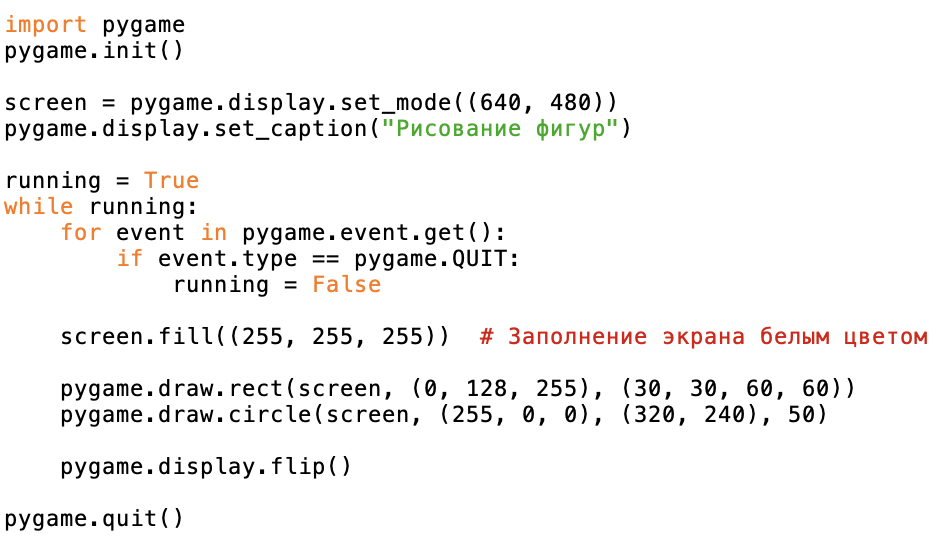 import pygame
pygame.init()

screen = pygame.display.set_mode((640, 480))
pygame.display.set_caption("Рисование фигур")

running = True
while running:
    for event in pygame.event.get():
        if event.type == pygame.QUIT:
            running = False

    screen.fill((255, 255, 255))  # Заполнение экрана белым цветом

    pygame.draw.rect(screen, (0, 128, 255), (30, 30, 60, 60))
    pygame.draw.circle(screen, (255, 0, 0), (320, 240), 50)

    pygame.display.flip()

pygame.quit()